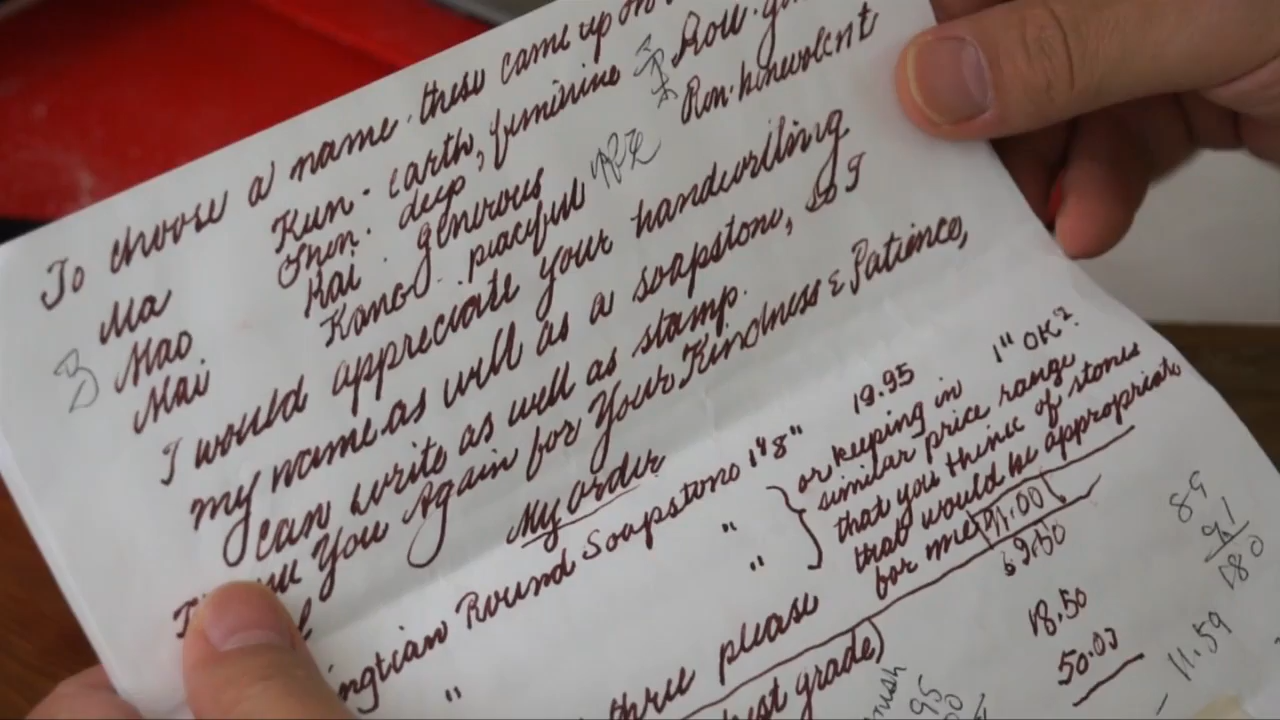 To choose a name. these came up on
Kun - earth, feminine
Shen - deep, Rou - 
Ma Kai - generous Ren - benevolent
Mao Kang - peaceful
Mai
I would appreciate your handwriting
my name as well as a soapstone, so I
can write as well as stamp.
You Again for Your Kindness & Patience,
My order
19.95 1" OK?
Round Soapstone 1"8" or keeping in
" similar price range
" that you think of stones
that would be appropriate
for me
three please 69.50
" 18.50
grade) 50.00
89
91
180
11.59